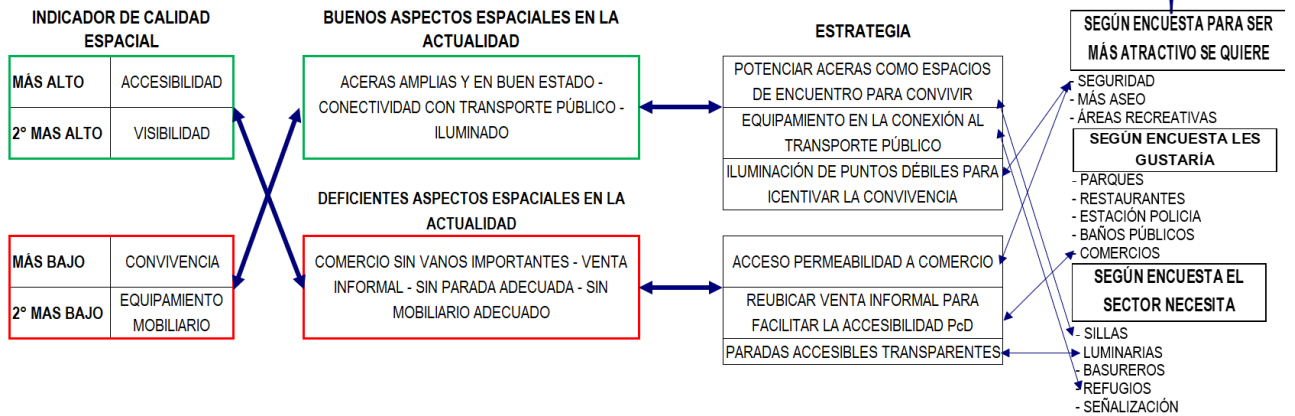 INDICADOR DE CALIDAD
ESPACIAL
MÁS ALTO ACCESIBILIDAD
2° MAS ALTO VISIBILIDAD
MÁS BAJO CONVIVENCIA
2° MAS BAJO EQUIPAMIENTO
MOBILIARIO
BUENOS ASPECTOS ESPACIALES EN LA
ACTUALIDAD
ACERAS AMPLIAS Y EN BUEN ESTADO -
CONECTIVIDAD CON TRANSPORTE PÚBLICO -
ILUMINADO
DEFICIENTES ASPECTOS ESPACIALES EN LA
ACTUALIDAD
COMERCIO SIN VANOS IMPORTANTES - VENTA
INFORMAL - SIN PARADA ADECUADA - SIN
MOBILIARIO ADECUADO
ESTRATEGIA
POTENCIAR ACERAS COMO ESPACIOS
DE ENCUENTRO PARA CONVIVIR
EQUIPAMIENTO EN LA CONEXIÓN AL
TRANSPORTE PÚBLICO
ILUMINACIÓN DE PUNTOS DÉBILES PARA
ICENTIVAR LA CONVIVENCIA
ACCESO PERMEABILIDAD A COMERCIO
REUBICAR VENTA INFORMAL PARA
FACILITAR LA ACCESIBILIDAD PcD
PARADAS ACCESIBLES TRANSPARENTES
SEGÚN ENCUESTA PARA SER
MÁS ATRACTIVO SE QUIERE
- SEGURIDAD
- MÁS ASEO
- ÁREAS RECREATIVAS
SEGÚN ENCUESTA LES
GUSTARÍA
- PARQUES
- RESTAURANTES
- ESTACIÓN POLICIA
- BAÑOS PÚBLICOS
- COMERCIOS
SEGÚN ENCUESTA EL
SECTOR NECESITA
- SILLAS
- LUMINARIAS
- BASUREROS
- REFUGIOS
- SEÑALIZACIÓN